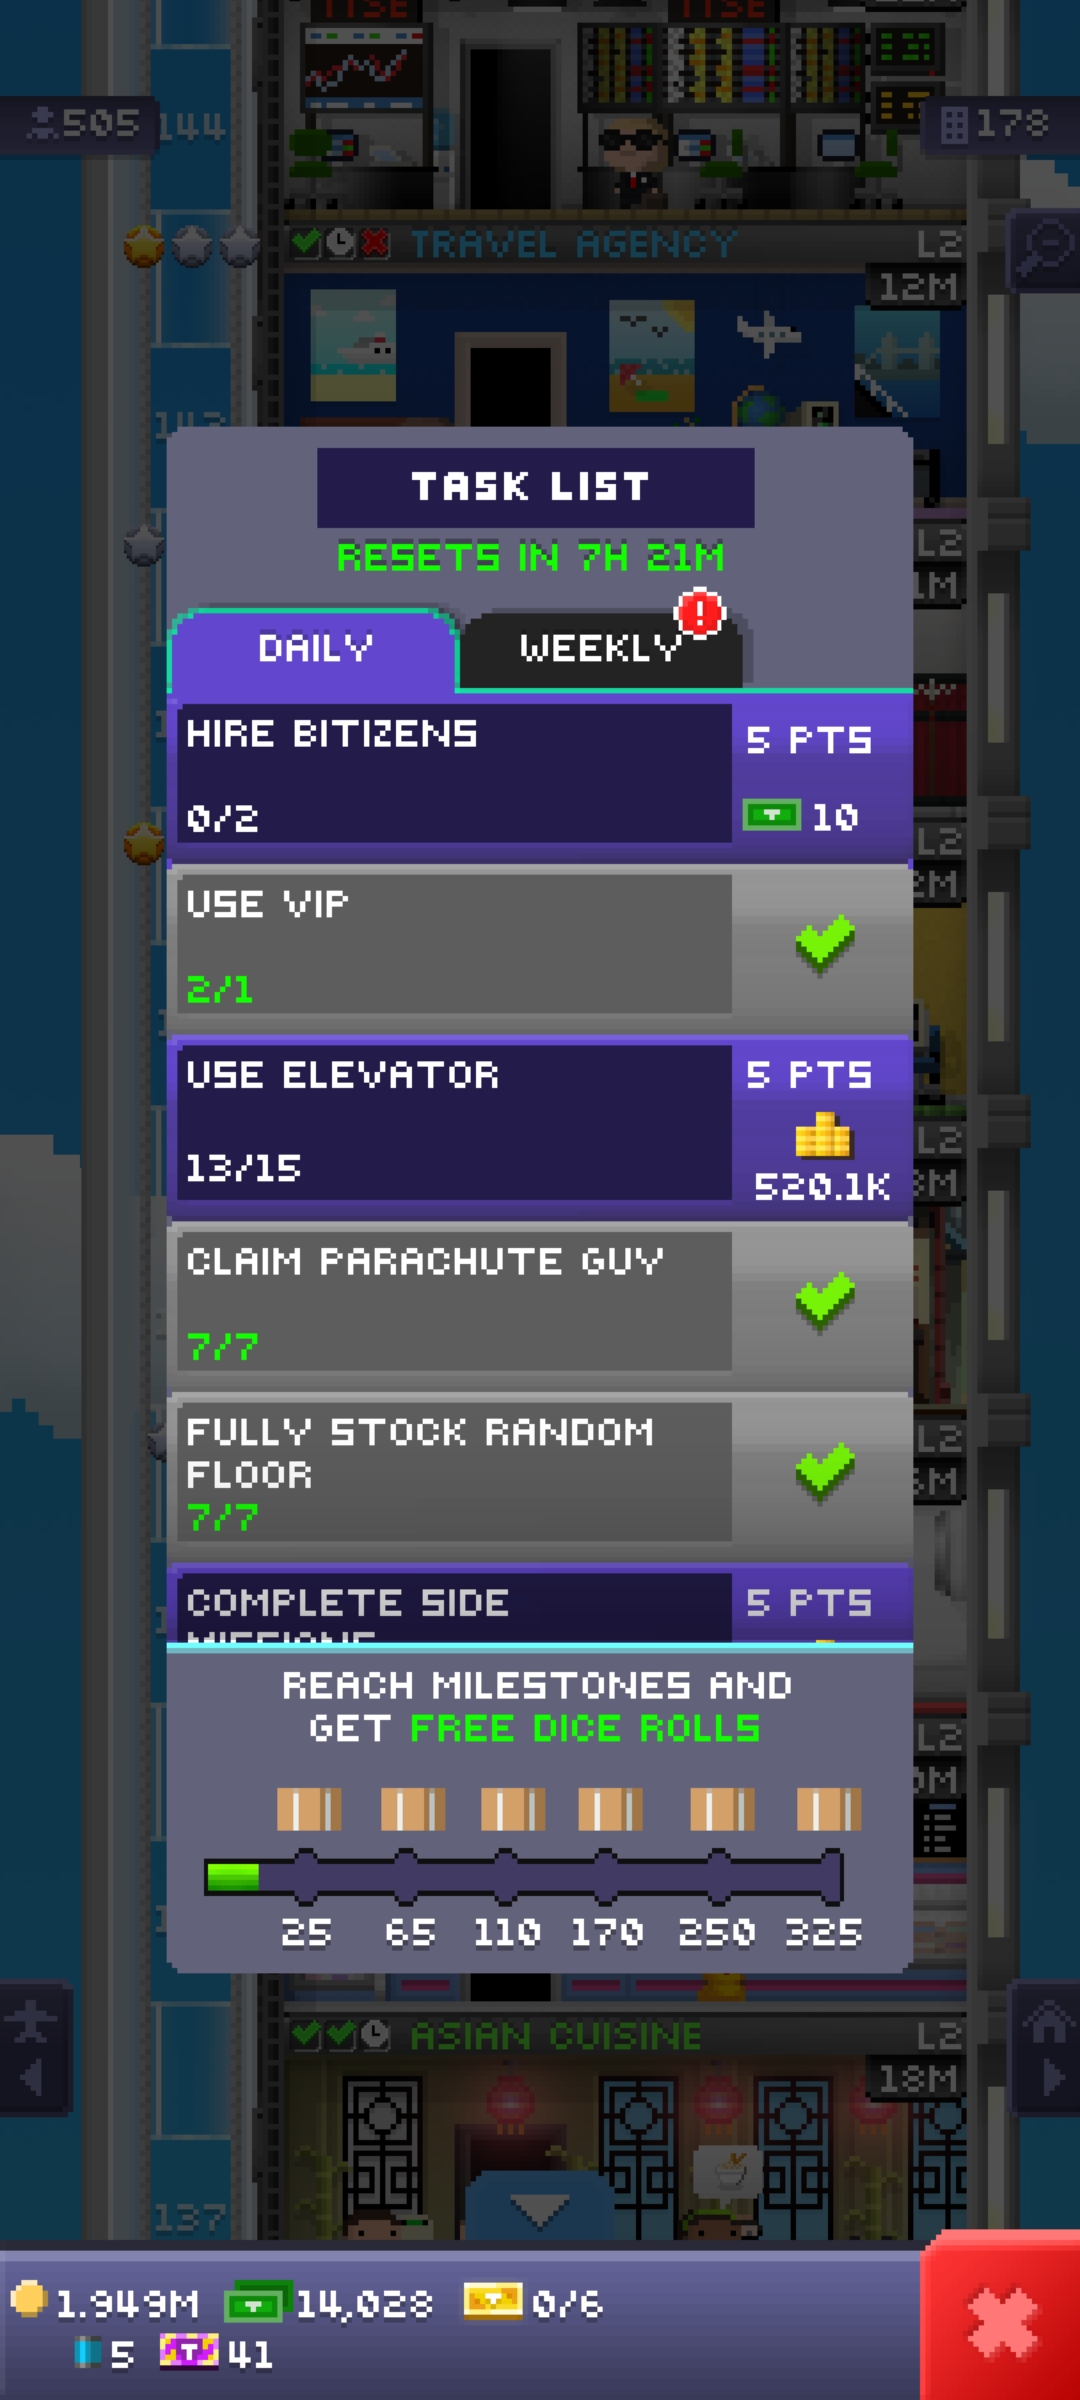 505
144
178
TRAVEL AGENCY
L2
12M
TASK LIST
RESETS IN 7H 21M
DAILY
WEEKLY
!
HIRE BITIZENS
5 PTS
0/2
10
USE VIP
2/1
USE ELEVATOR
5 PTS
13/15
520.1K
CLAIM PARACHUTE GUY
7/7
FULLY STOCK RANDOM
FLOOR
7/7
COMPLETE SIDE
5 PTS
REACH MILESTONES AND
GET FREE DICE ROLLS
25 65 110 170 250 325
ASIAN CUISINE
L2
18M
137
1.949M 14,028 0/6
5 41